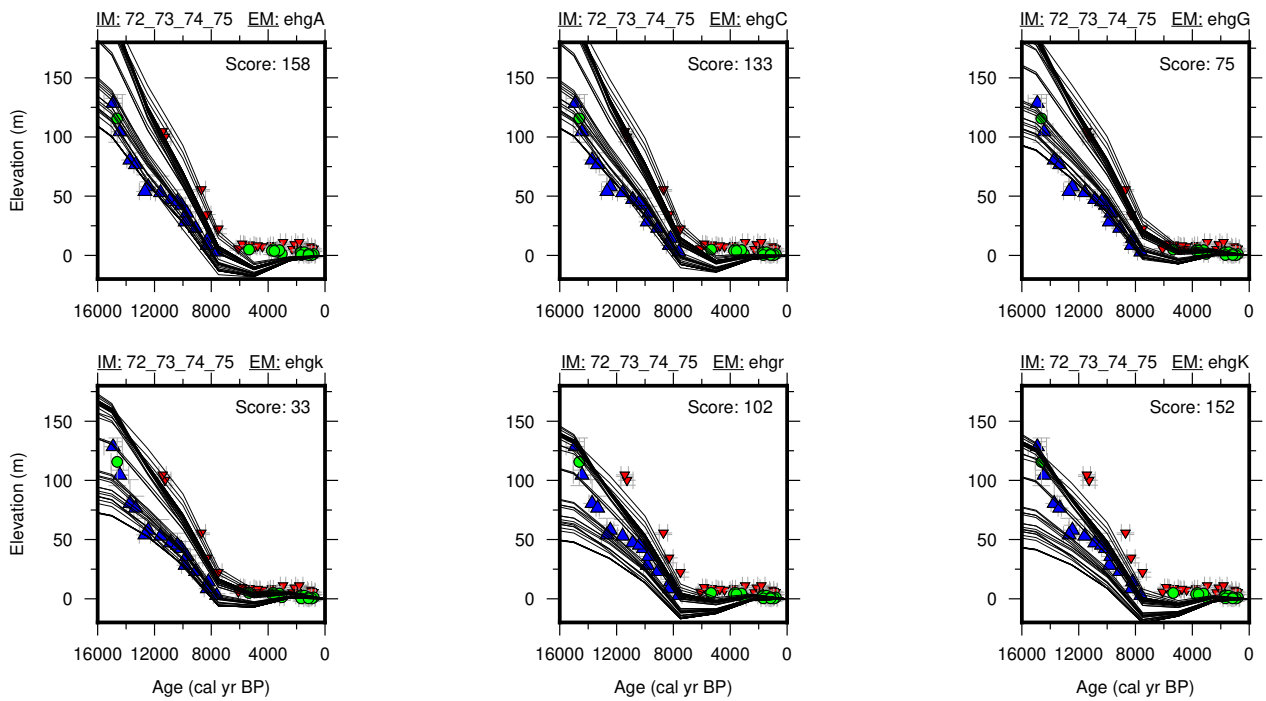 IM: 72_73_74_75 EM: ehgA
IM: 72_73_74_75 EM: ehgC
IM: 72_73_74_75 EM: ehgG
Score: 158
Score: 133
Score: 75
Elevation (m)
150
100
50
0
150
100
50
0
150
100
50
0
16000 12000 8000 4000 0
16000 12000 8000 4000 0
16000 12000 8000 4000 0
IM: 72_73_74_75 EM: ehgk
IM: 72_73_74_75 EM: ehgr
IM: 72_73_74_75 EM: ehgK
Score: 33
Score: 102
Score: 152
Elevation (m)
150
100
50
0
150
100
50
0
150
100
50
0
16000 12000 8000 4000 0
16000 12000 8000 4000 0
16000 12000 8000 4000 0
Age (cal yr BP)
Age (cal yr BP)
Age (cal yr BP)